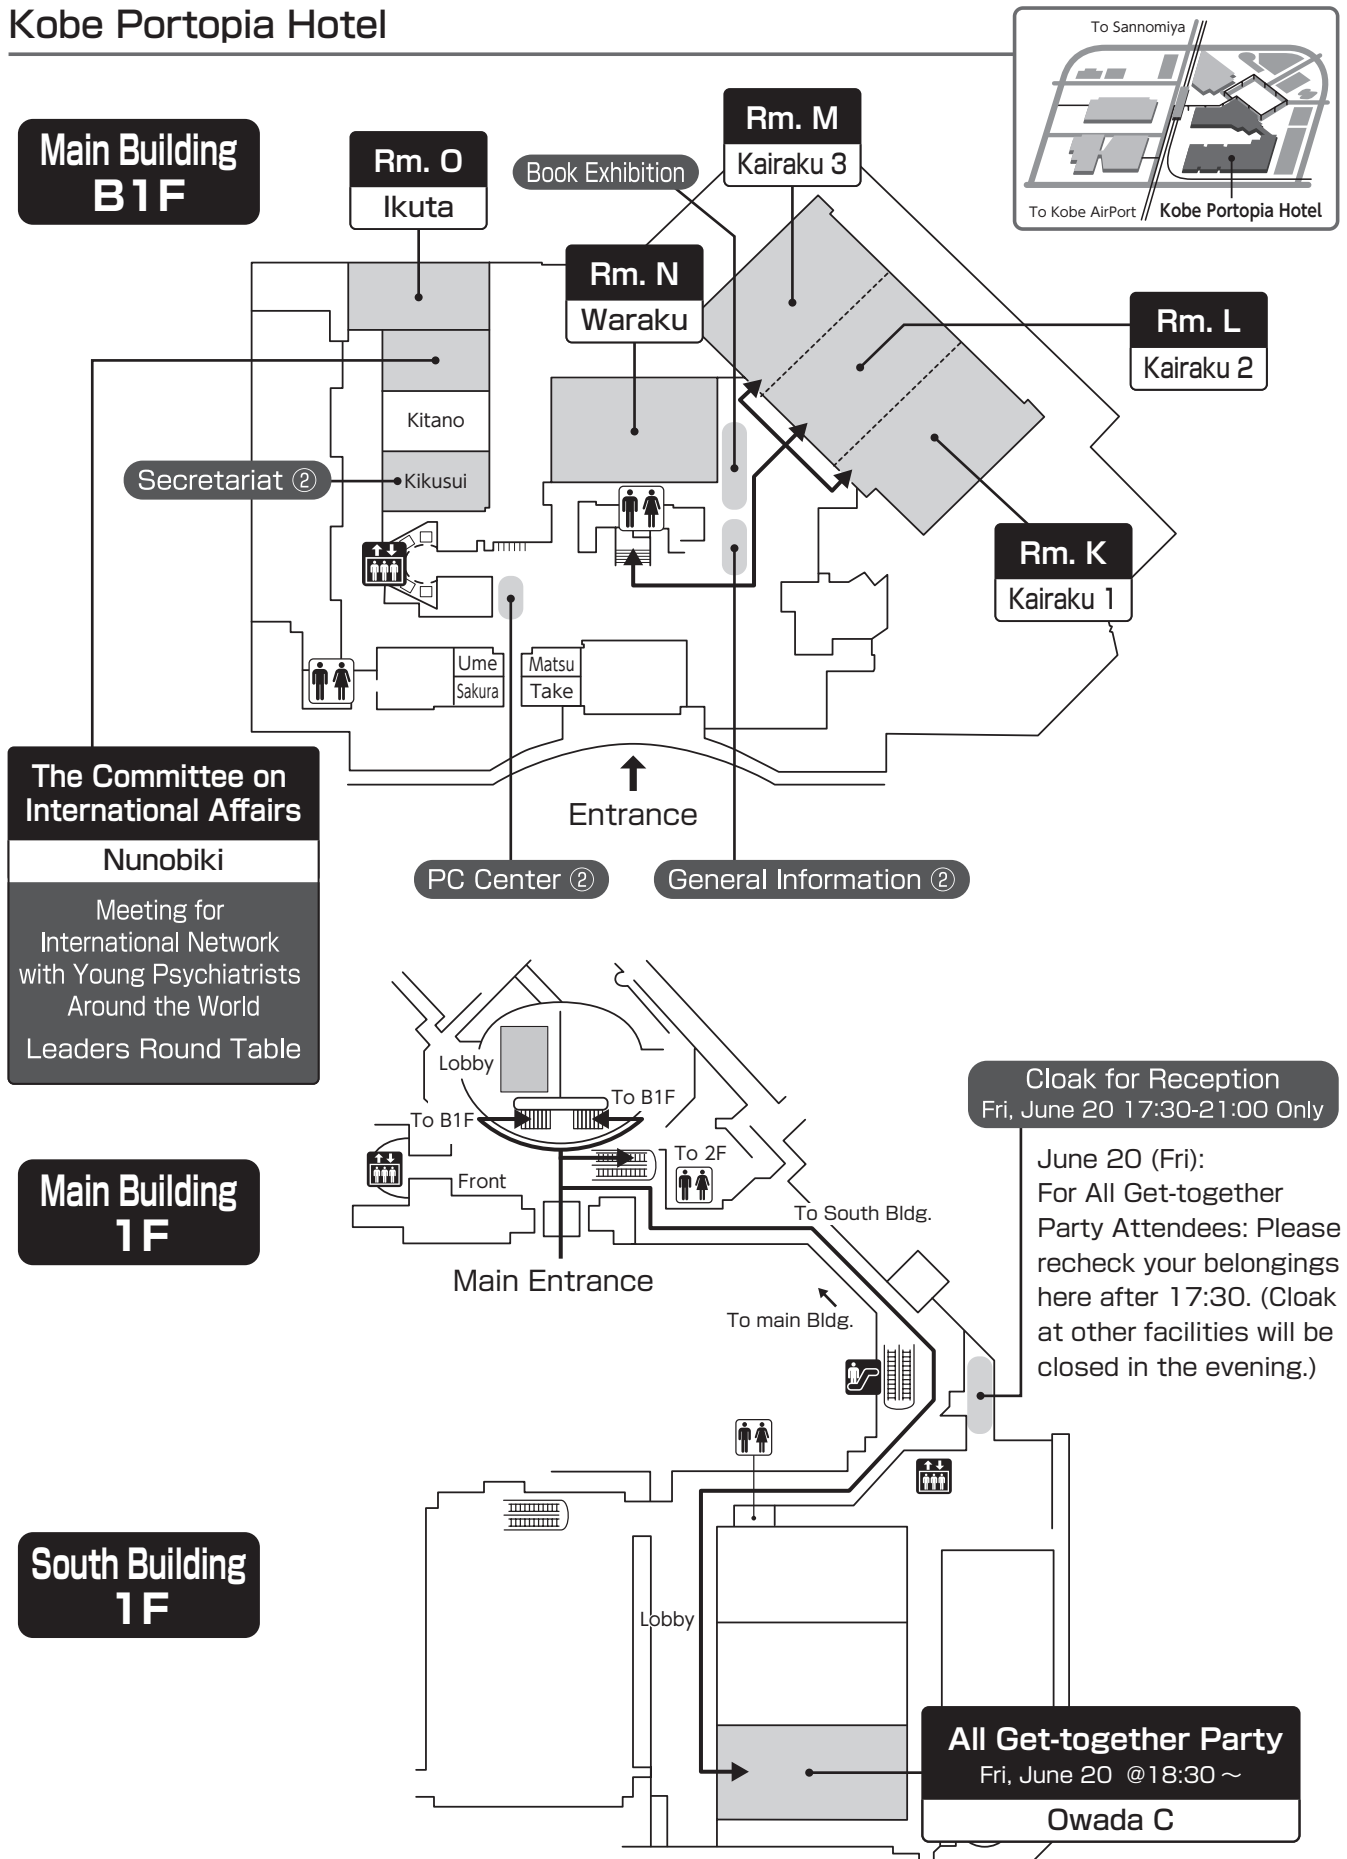 Kobe Portopia Hotel
To Sannomiya
To Kobe AirPort
Kobe Portopia Hotel
Main Building
B1F
Rm. O
Ikuta
Book Exhibition
Rm. M
Kairaku 3
Rm. N
Waraku
Rm. L
Kairaku 2
Kitano
Secretariat ②
Kikusui
Rm. K
Kairaku 1
Ume
Sakura
Matsu
Take
Entrance
PC Center ②
General Information ②
The Committee on
International Affairs
Nunobiki
Meeting for
International Network
with Young Psychiatrists
Around the World
Leaders Round Table
Main Building
1F
Lobby
To B1F
To B1F
To 2F
Front
To South Bldg.
Main Entrance
To main Bldg.
Cloak for Reception
Fri, June 20 17:30-21:00 Only
June 20 (Fri):
For All Get-together
Party Attendees: Please
recheck your belongings
here after 17:30. (Cloak
at other facilities will be
closed in the evening.)
South Building
1F
Lobby
All Get-together Party
Fri, June 20 @18:30～
Owada C